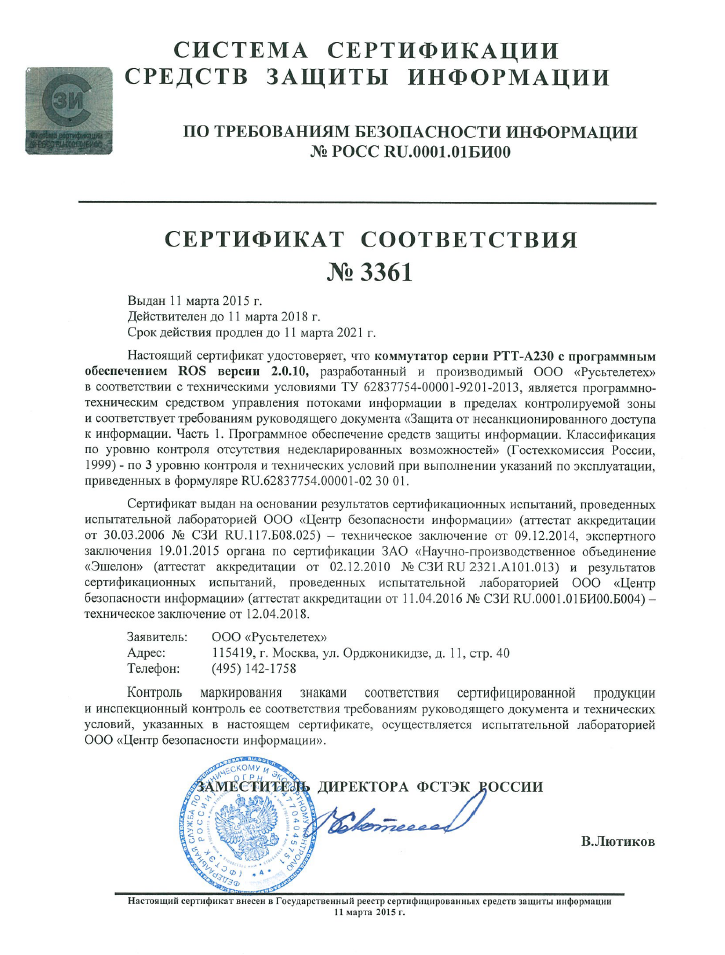 СИСТЕМА СЕРТИФИКАЦИИ
СРЕДСТВ ЗАЩИТЫ ИНФОРМАЦИИ
ЗИ
ПО ТРЕБОВАНИЯМ БЕЗОПАСНОСТИ ИНФОРМАЦИИ
№ РОСС RU.0001.01БИ00
СЕРТИФИКАТ СООТВЕТСТВИЯ
№ 3361
Выдан 11 марта 2015 г.
Действителен до 11 марта 2018 г.
Срок действия продлен до 11 марта 2021 г.
Настоящий сертификат удостоверяет, что коммутатор серии РТТ-А230 с программным
обеспечением ROS версии 2.0.10, разработанный и производимый ООО «Русьтелетех»
в соответствии с техническими условиями ТУ 62837754-00001-9201-2013, является программно-
техническим средством управления потоками информации в пределах контролируемой зоны
и соответствует требованиям руководящего документа «Защита от несанкционированного доступа
к информации. Часть 1. Программное обеспечение средств защиты информации. Классификация
по уровню контроля отсутствия недекларированных возможностей» (Гостехкомиссия России,
1999) - по 3 уровню контроля и технических условий при выполнении указаний по эксплуатации,
приведенных в формуляре RU.62837754.00001-02 30 01.
Сертификат выдан на основании результатов сертификационных испытаний, проведенных
испытательной лабораторией ООО «Центр безопасности информации» (аттестат аккредитации
от 30.03.2006 № СЗИ RU.117.Б08.025) – техническое заключение от 09.12.2014, экспертного
заключения 19.01.2015 органа по сертификации ЗАО «Научно-производственное объединение
«Эшелон» (аттестат аккредитации от 02.12.2010 № СЗИ RU 2321.А101.013) и результатов
сертификационных испытаний, проведенных испытательной лабораторией ООО «Центр
безопасности информации» (аттестат аккредитации от 11.04.2016 № СЗИ RU.0001.01БИ00.Б004) –
техническое заключение от 12.04.2018.
Заявитель: ООО «Русьтелетех»
Адрес: 115419, г. Москва, ул. Орджоникидзе, д. 11, стр. 40
Телефон: (495) 142-1758
Контроль маркирования знаками соответствия сертифицированной продукции
и инспекционный контроль ее соответствия требованиям руководящего документа и технических
условий, указанных в настоящем сертификате, осуществляется испытательной лабораторией
ООО «Центр безопасности информации».
ЗАМЕСТИТЕЛЬ ДИРЕКТОРА ФСТЭК РОССИИ
В.Лютиков
ФЕДЕРАЛЬНАЯ СЛУЖБА ПО ТЕХНИЧЕСКОМУ И ЭКСПОРТНОМУ КОНТРОЛЮ
Настоящий сертификат внесен в Государственный реестр сертифицированных средств защиты информации
11 марта 2015 г.